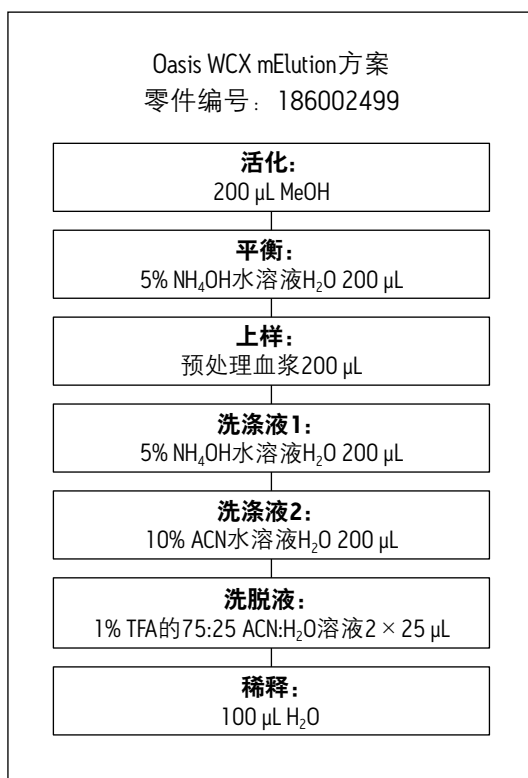 Oasis WCX mElution方案
零件编号：186002499
活化：
200 µL MeOH
平衡：
5% NH₄OH水溶液H₂O 200 µL
上样：
预处理血浆200 µL
洗涤液1：
5% NH₄OH水溶液H₂O 200 µL
洗涤液2：
10% ACN水溶液H₂O 200 µL
洗脱液：
1% TFA的75:25 ACN:H₂O溶液2 × 25 µL
稀释：
100 µL H₂O